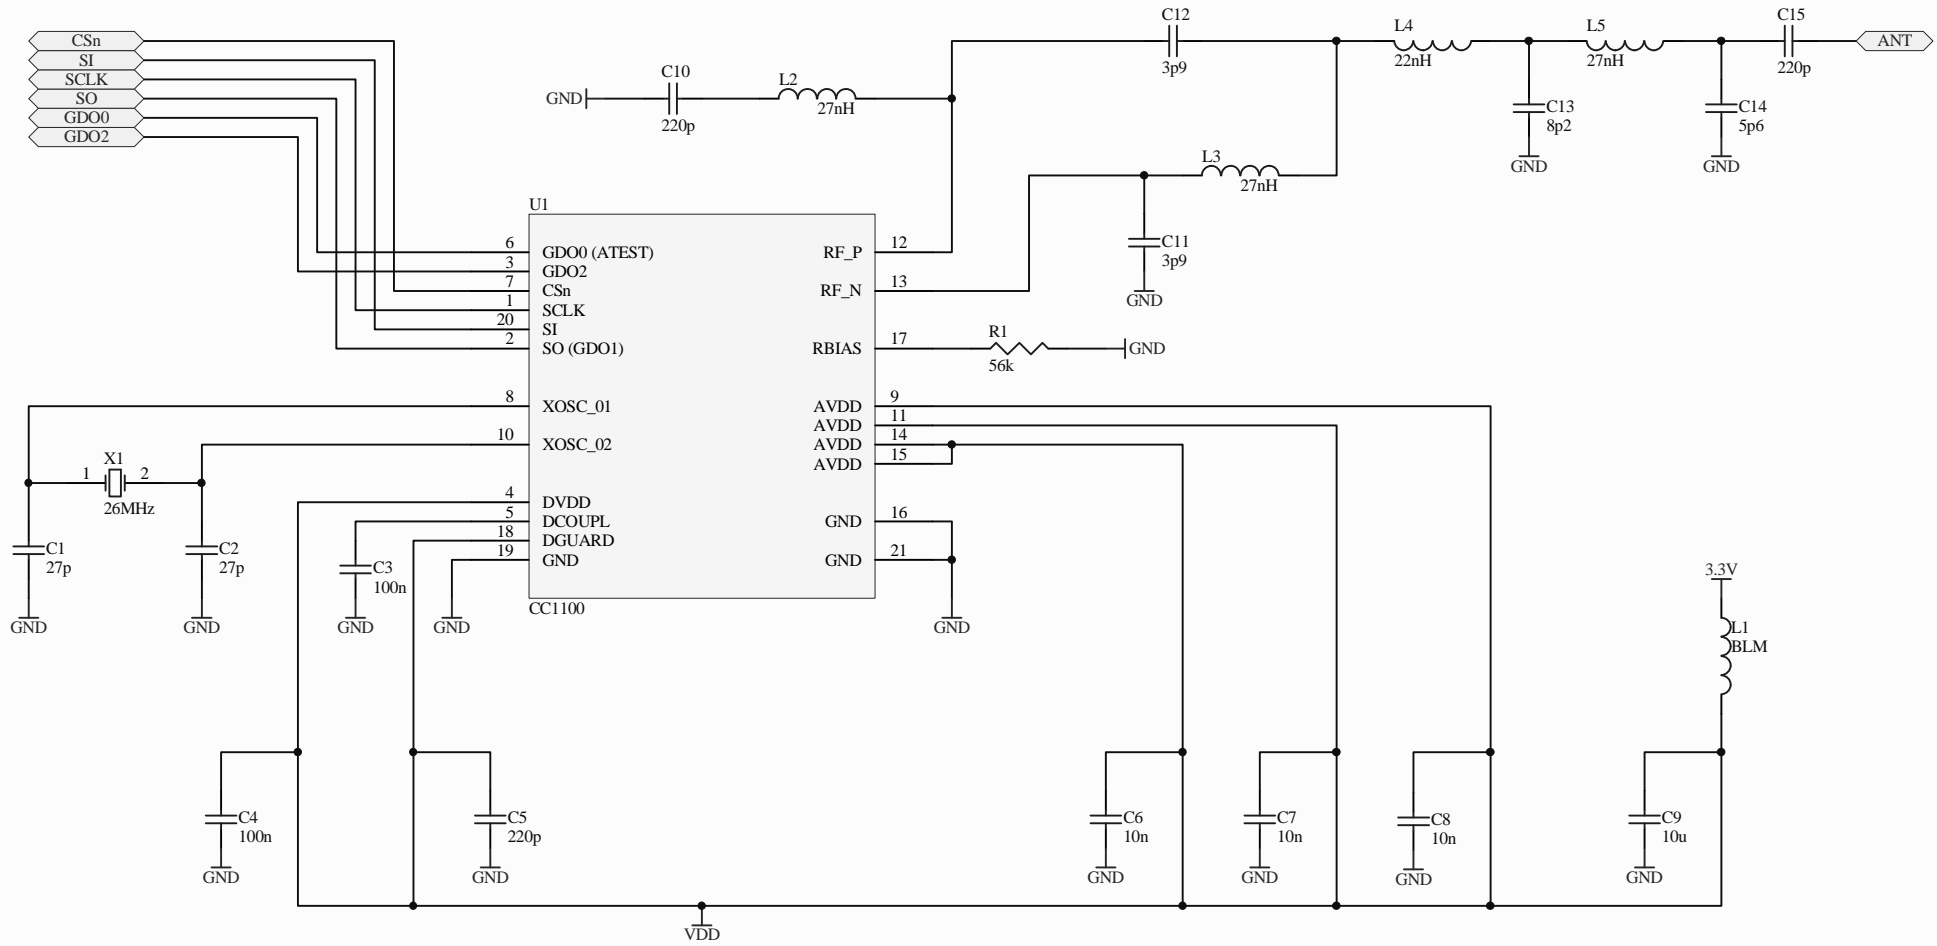 CSn
SI
SCLK
SO
GDO0
GDO2
GND
C10
220p
L2
27nH
C12
3p9
L4
22nH
L5
27nH
C15
220p
ANT
C13
8p2
GND
C14
5p6
GND
L3
27nH
C11
3p9
GND
U1
6
GDO0 (ATEST)
3
GDO2
7
CSn
1
SCLK
20
SI
2
SO (GDO1)
8
XOSC_01
10
XOSC_02
4
DVDD
5
DCOUPL
18
DGUARD
19
GND
RF_P
12
RF_N
13
RBIAS
17
AVDD
9
AVDD
11
AVDD
14
AVDD
15
GND
16
GND
21
CC1100
R1
56k
GND
X1
1
2
26MHz
C1
27p
GND
C2
27p
GND
C3
100n
GND
GND
GND
3.3V
L1
BLM
C4
100n
GND
C5
220p
GND
C6
10n
GND
C7
10n
GND
C8
10n
GND
C9
10u
GND
VDD